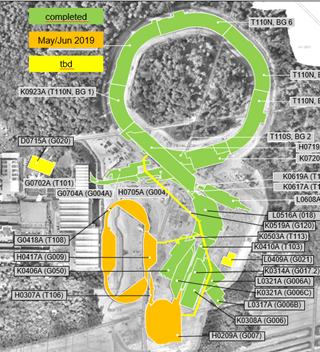 completed
May/Jun 2019
tbd
T110N, BG 6
T110N, B
K0923A (T110N, BG 1)
T110N, B
T110S, BG 2
H0719
K0720
D0715A (G020)
G0702A (T101)
G0704A (G004A)
H0705A (G004,
K0619A (T1
K0617A (T1
L0608A
L0516A (018)
K0519A (G120)
K0503A (T113)
K0410A (T103)
G0418A (T108)
H0417A (G009)
K0406A (G050)
H0307A (T106)
L0409A (G021)
K0314A (G017.2)
L0321A (G006A)
K0321A (G006C)
L0317A (G006B)
K0308A (G006)
H0209A (G007)